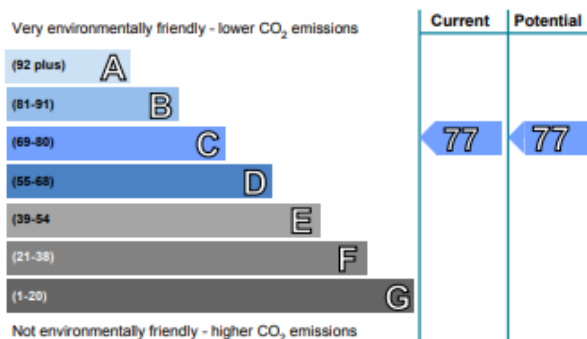 Current Potential
Very environmentally friendly - lower CO₂ emissions
(92 plus) A
(81-91) B
(69-80) C 77 77
(55-68) D
(39-54 E
(21-38) F
(1-20) G
Not environmentally friendly - higher CO₂ emissions